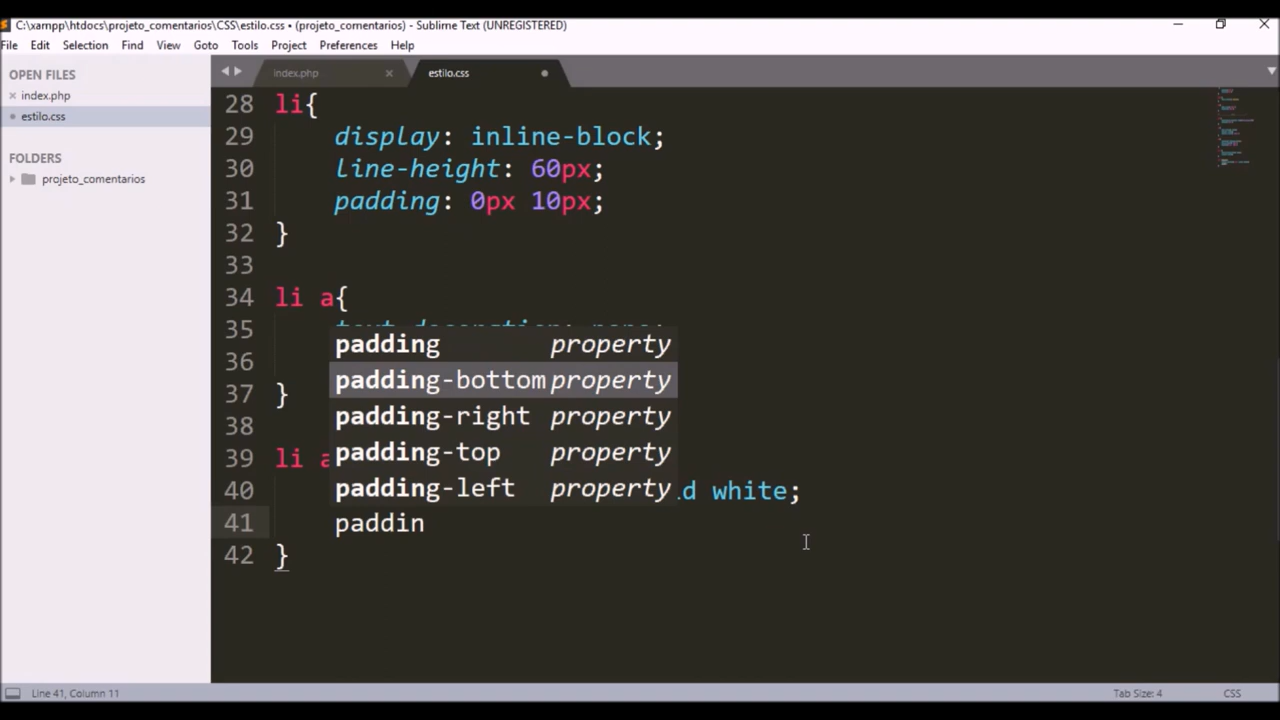 C:\xampp\htdocs\projeto_comentarios\CSS\estilo.css • (projeto_comentarios) - Sublime Text (UNREGISTERED)
File Edit Selection Find View Goto Tools Project Preferences Help
OPEN FILES
index.php
estilo.css
FOLDERS
projeto_comentarios
index.php estilo.css
28 li{
29 display: inline-block;
30 line-height: 60px;
31 padding: 0px 10px;
32 }
33
34 li a{
35
36
37 }
38
39 li a
40 white;
41 paddin
42 }
padding property
padding-bottom property
padding-right property
padding-top property
padding-left property
Line 41, Column 11 Tab Size: 4 CSS